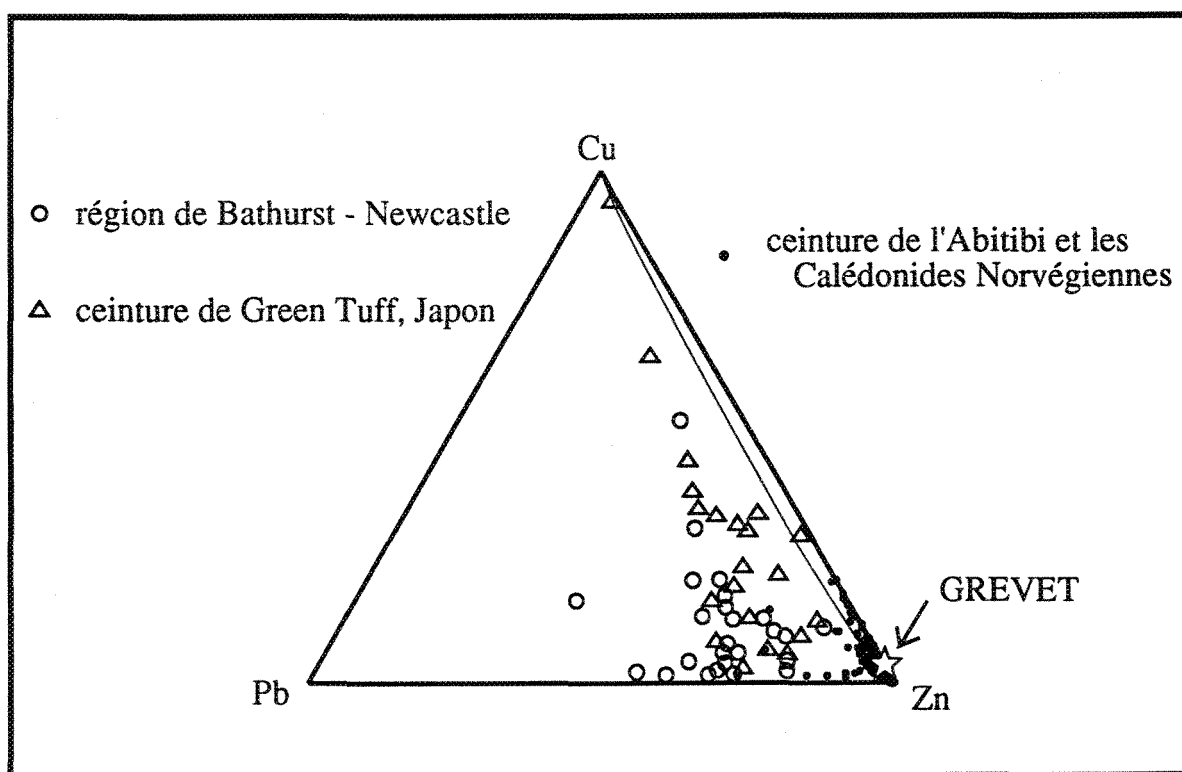 Cu
région de Bathurst - Newcastle
ceinture de l'Abitibi et les
Calédonides Norvégiennes
ceinture de Green Tuff, Japon
GREVET
Pb
Zn